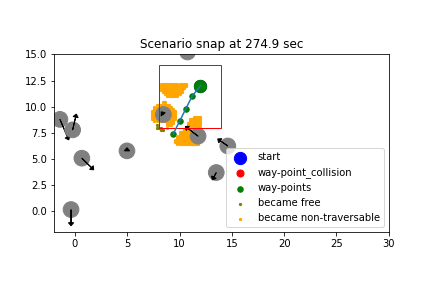 Scenario snap at 274.9 sec
15.0
12.5
10.0
7.5
5.0
2.5
0.0
0 5 10 15 20 25 30
start
way-point_collision
way-points
became free
became non-traversable